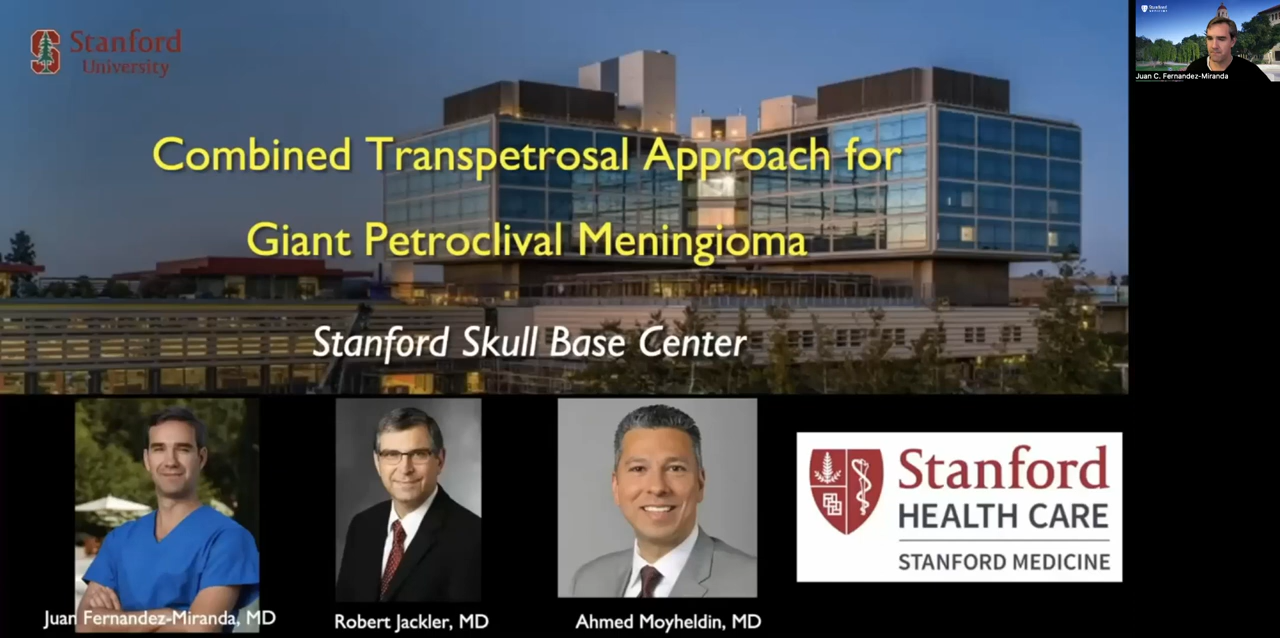 Stanford
University
Combined Transpetrosal Approach for
Giant Petroclival Meningioma
Stanford Skull Base Center
Juan Fernandez-Miranda, MD
Robert Jackler, MD
Ahmed Moyheldin, MD
Stanford
HEALTH CARE
STANFORD MEDICINE
Stanford
Juan C. Fernandez-Miranda